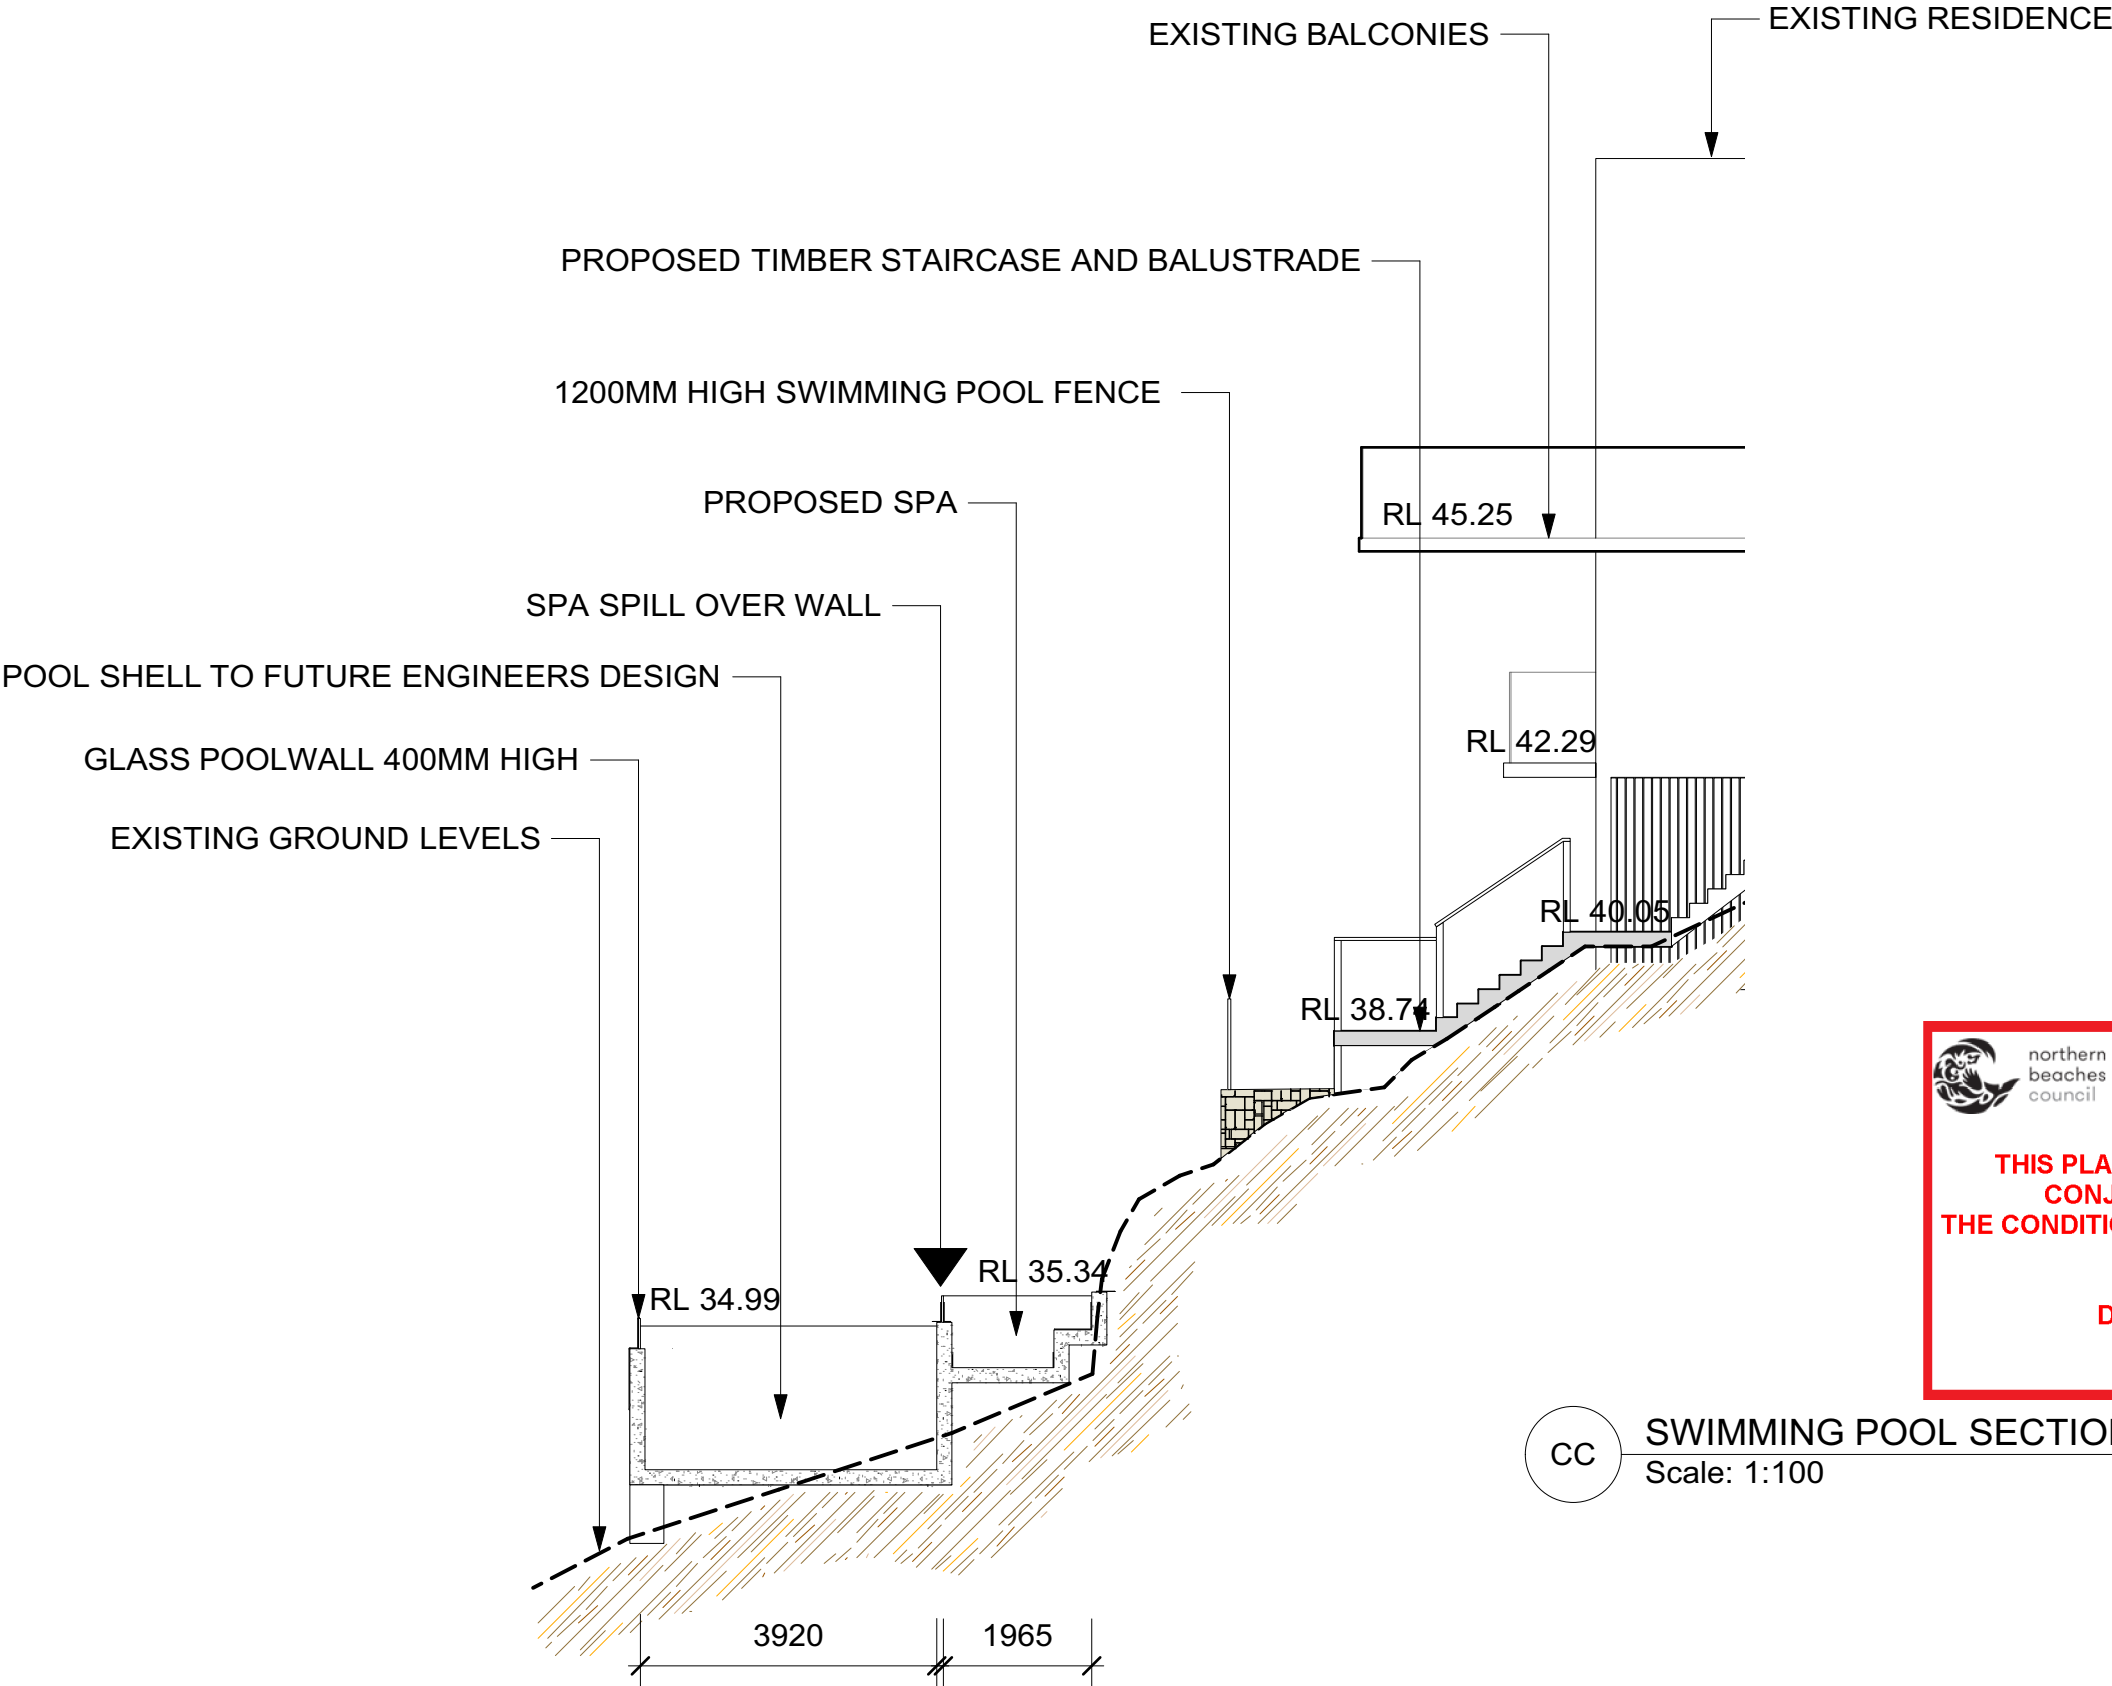 EXISTING RESIDENCE
EXISTING BALCONIES
PROPOSED TIMBER STAIRCASE AND BALUSTRADE
1200MM HIGH SWIMMING POOL FENCE
PROPOSED SPA
RL 45.25
SPA SPILL OVER WALL
POOL SHELL TO FUTURE ENGINEERS DESIGN
RL 42.29
GLASS POOLWALL 400MM HIGH
EXISTING GROUND LEVELS
RL 40.05
RL 38.74
northern
beaches
council
THIS PLA
CONJ
THE CONDITI
RL 35.34
RL 34.99
D
CC
SWIMMING POOL SECTION
Scale: 1:100
3920
1965